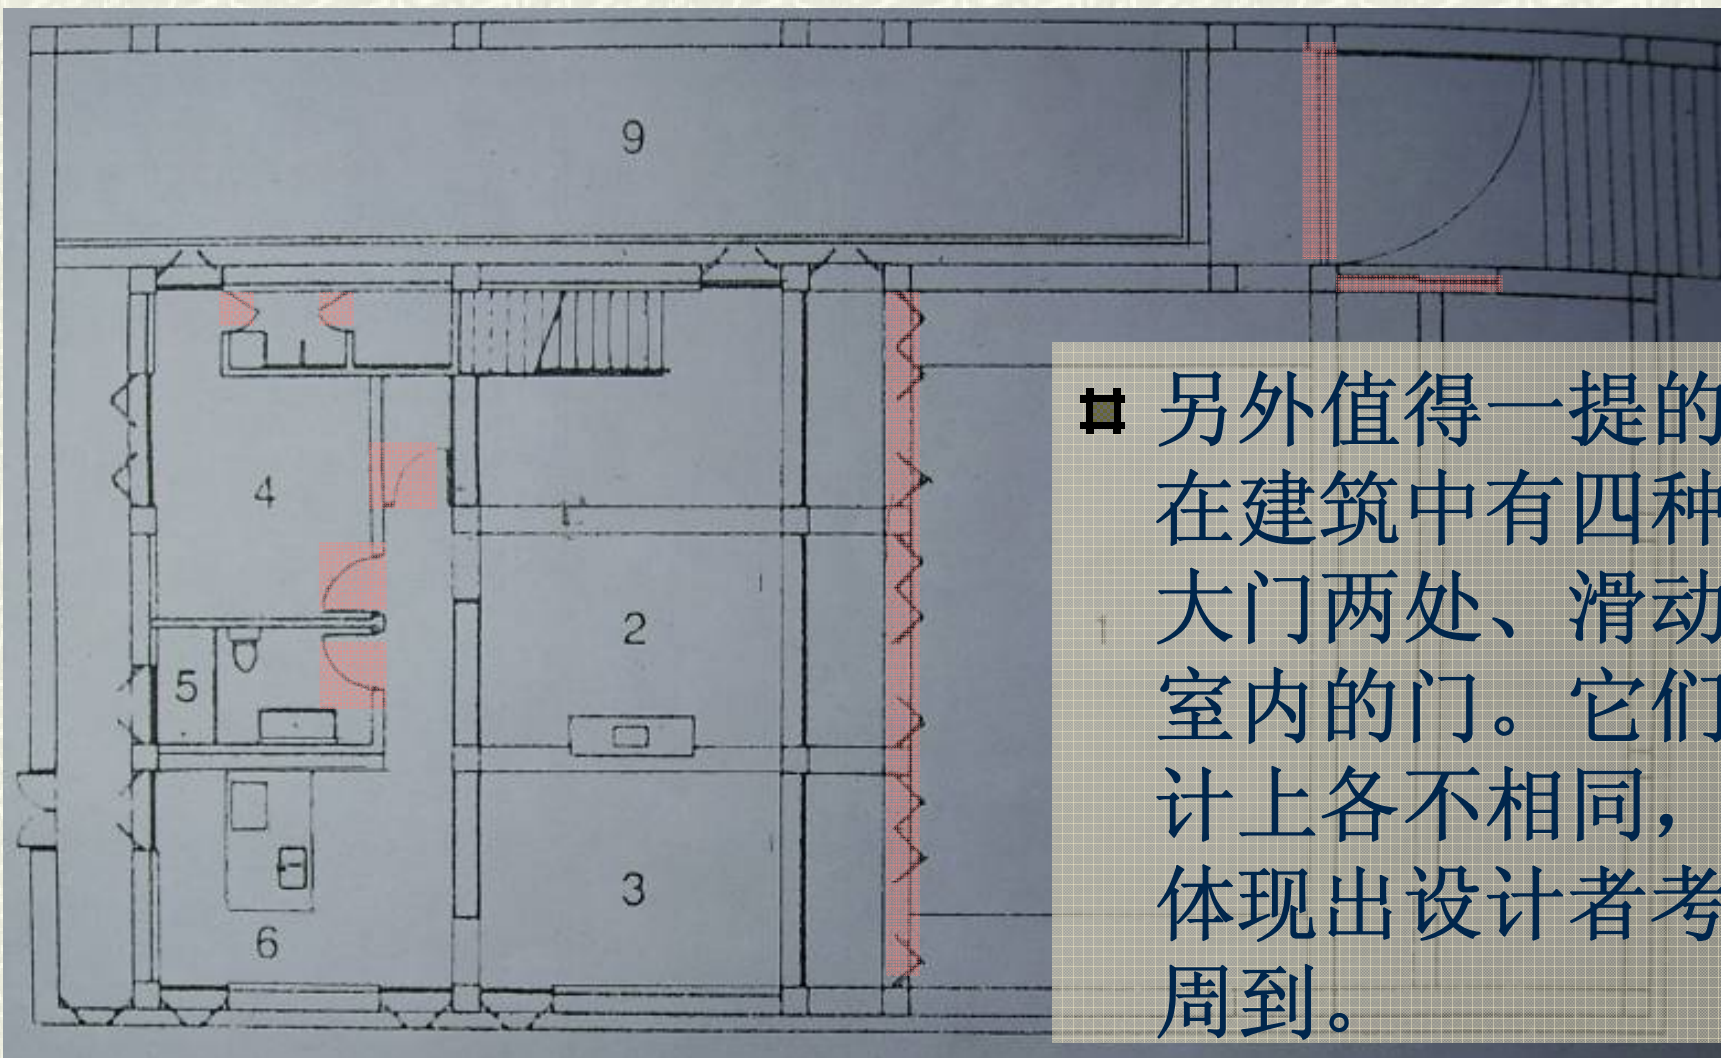 9
4
2
5
3
6
1
另外值得一提的
在建筑中有四种
大门两处、滑动
室内的门。它们
计上各不相同，
体现出设计者考
周到。